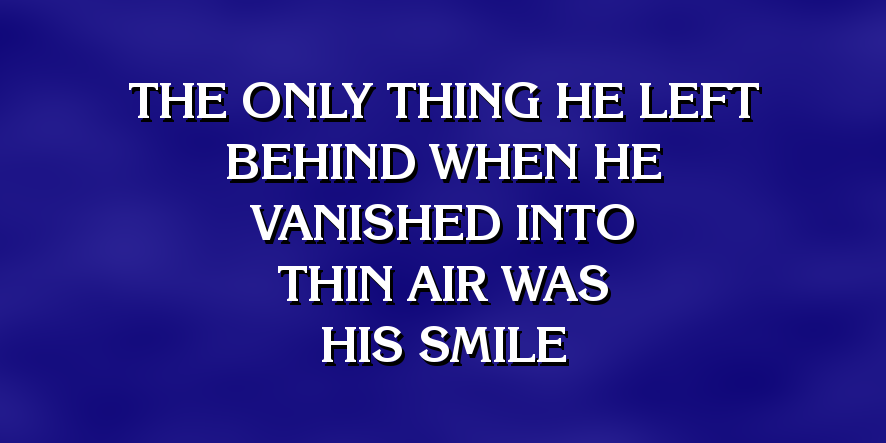 THE ONLY THING HE LEFT
BEHIND WHEN HE
VANISHED INTO
THIN AIR WAS
HIS SMILE